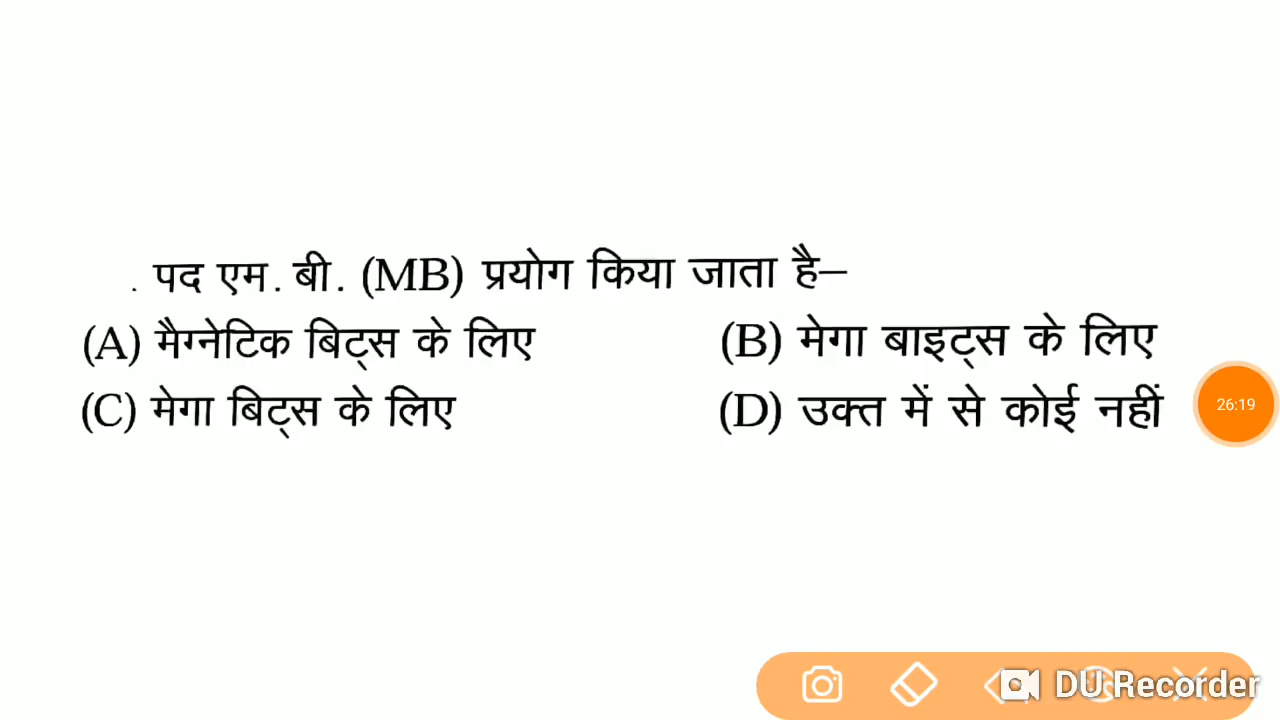 . पद एम. बी. (MB) प्रयोग किया जाता है–
(A) मैग्नेटिक बिट्स के लिए (B) मेगा बाइट्स के लिए
(C) मेगा बिट्स के लिए (D) उक्त में से कोई नहीं
26:19
DU Recorder